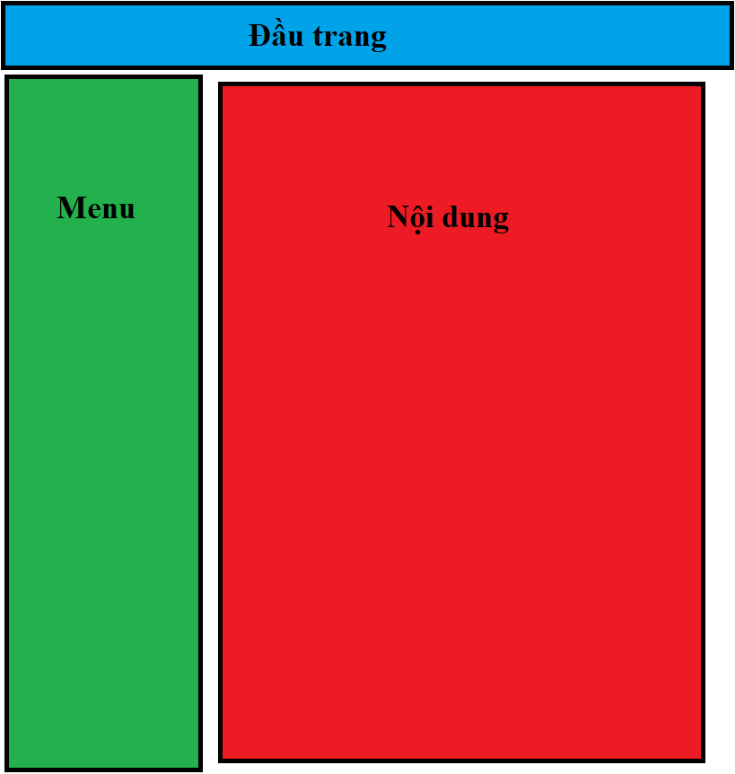 Đầu trang
Menu
Nội dung